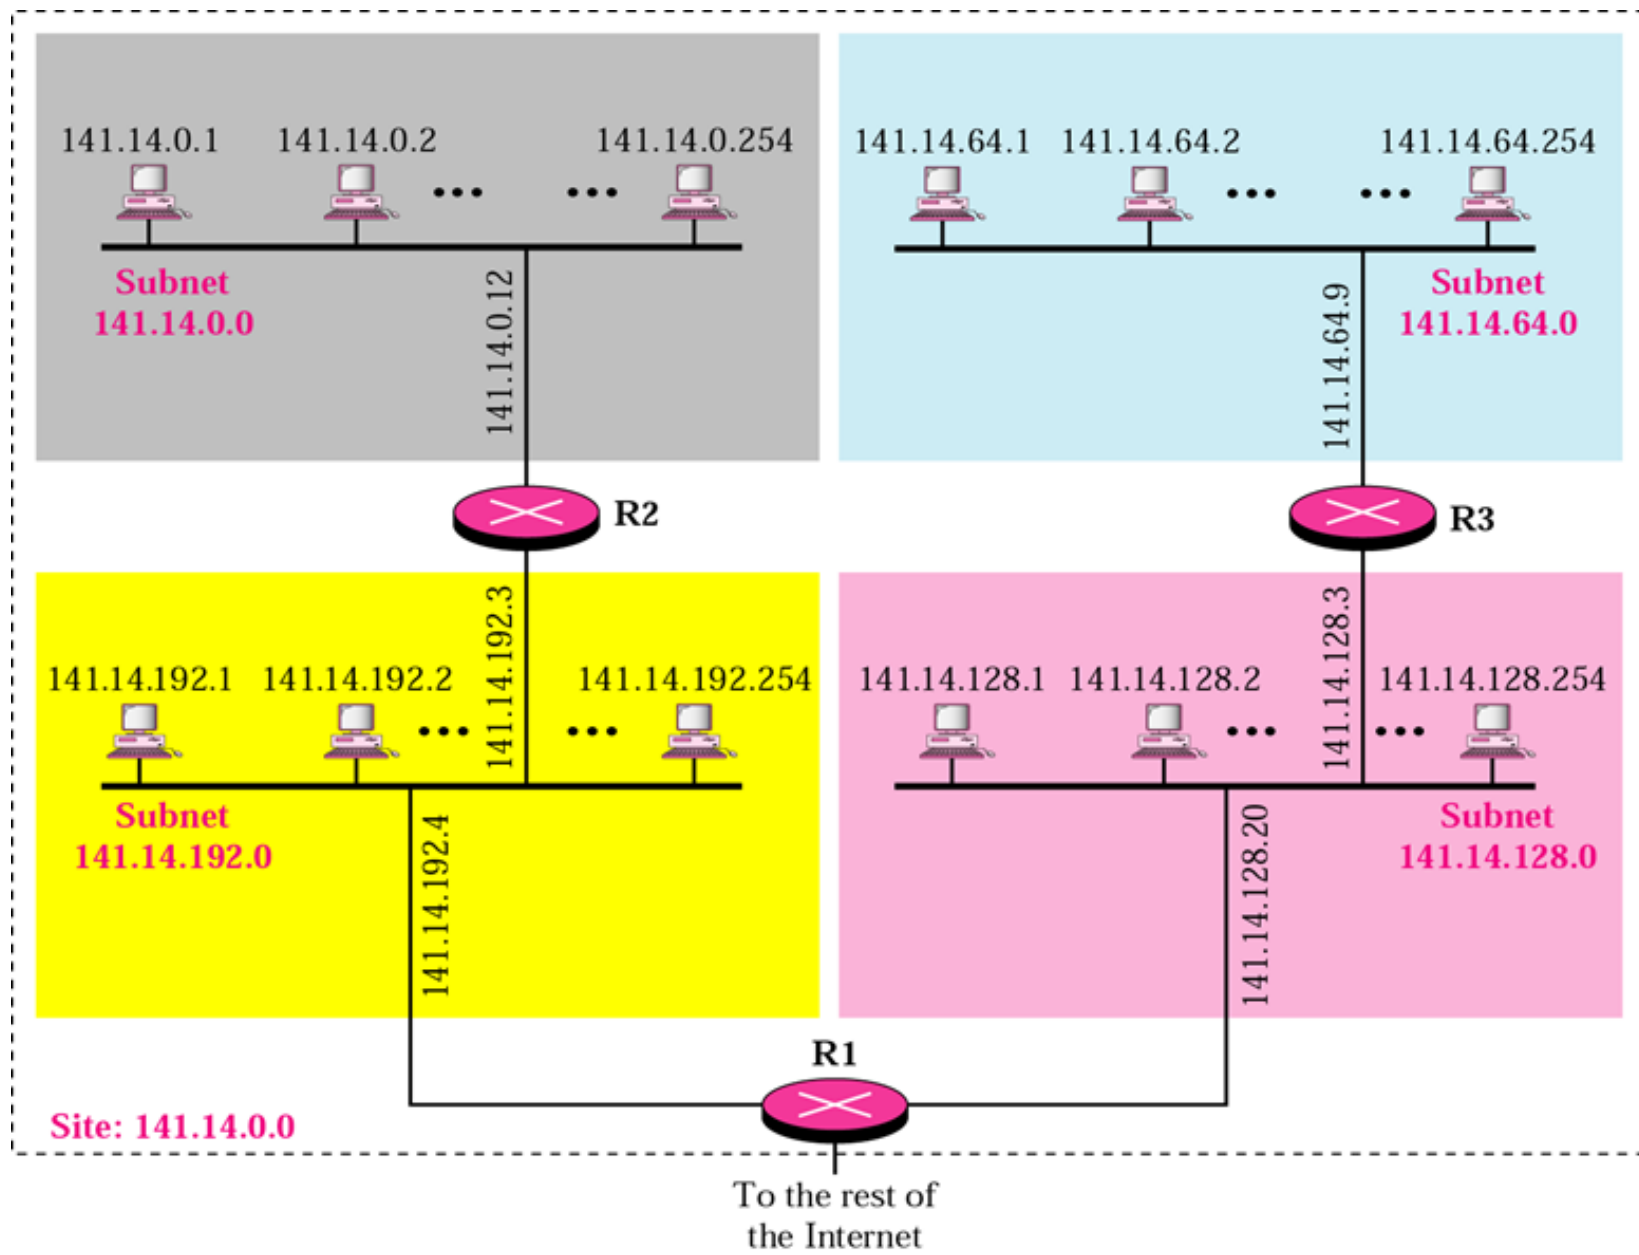 141.14.0.1
141.14.0.2
141.14.0.254
Subnet
141.14.0.0
141.14.0.12
141.14.64.1
141.14.64.2
141.14.64.254
141.14.64.9
Subnet
141.14.64.0
R2
R3
141.14.192.1
141.14.192.2
141.14.192.3
141.14.192.254
Subnet
141.14.192.0
141.14.192.4
141.14.128.1
141.14.128.2
141.14.128.3
141.14.128.254
141.14.128.20
Subnet
141.14.128.0
R1
Site: 141.14.0.0
To the rest of
the Internet